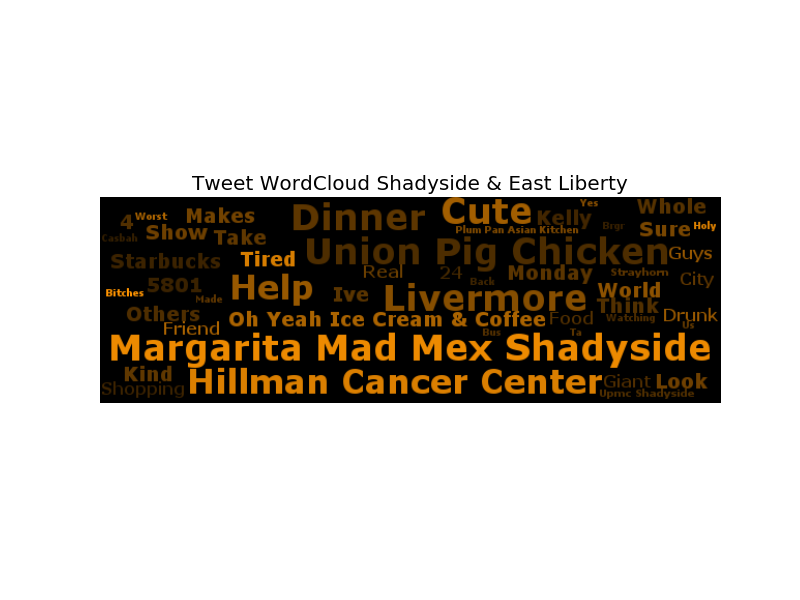 Tweet WordCloud Shadyside & East Liberty
Yes
Whole
4 Worst Makes Dinner Cute Kelly
Casbah Show Take Plum Pan Asian Kitchen Brgr Sure Holy
Starbucks Tired Union Pig Chicken Guys
Real 24 Monday Strayhorn City
Bitches 5801 Made Help Ive Back Livermore World
Others Think
Friend Oh Yeah Ice Cream & Coffee Food Watching Drunk
Bus Ta Us
Margarita Mad Mex Shadyside
Kind Hillman Cancer Center Giant Look
Shopping Upmc Shadyside